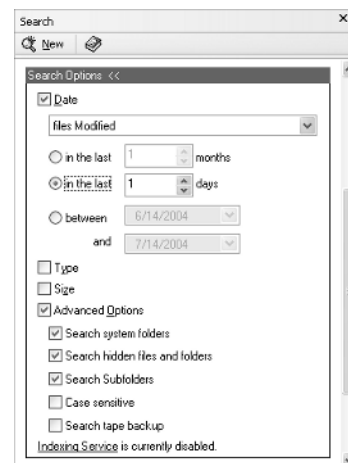 Search
New
Search Options <<
Date
files Modified
in the last 1 months
in the last 1 days
between 6/14/2004
and 7/14/2004
Type
Size
Advanced Options
Search system folders
Search hidden files and folders
Search Subfolders
Case sensitive
Search tape backup
Indexing Service is currently disabled.